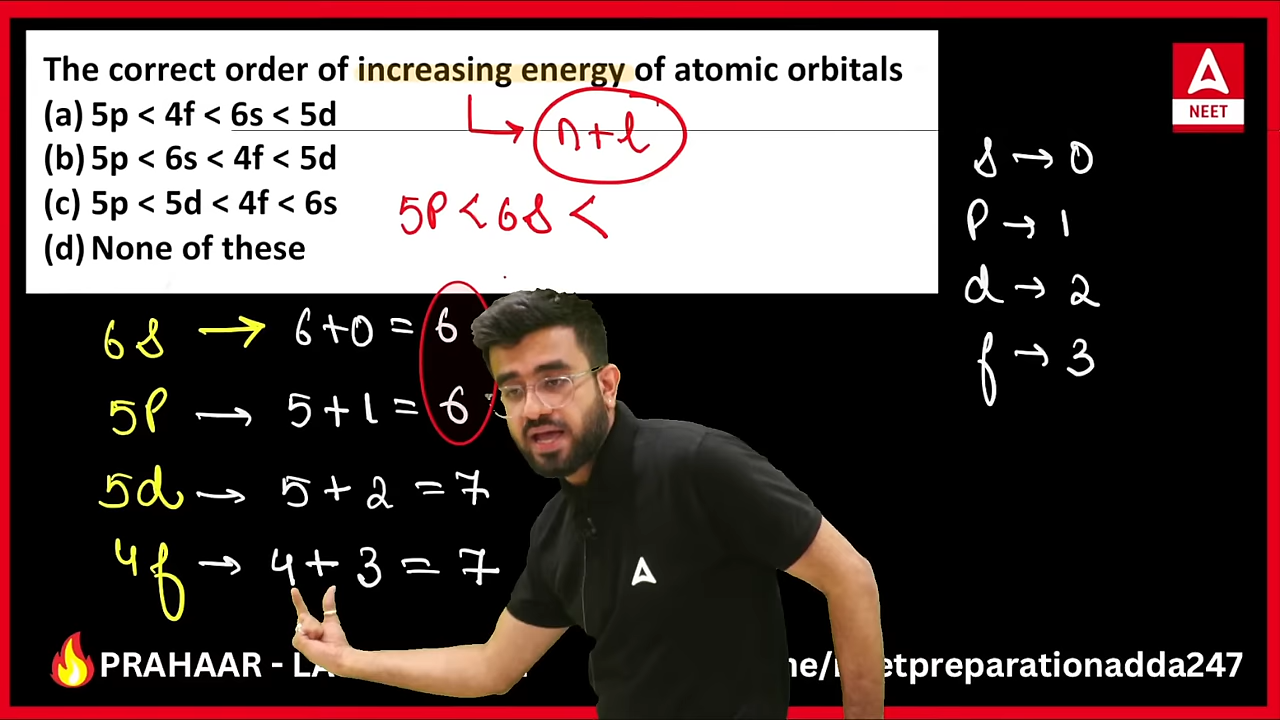 The correct order of increasing energy of atomic orbitals
(a) 5p < 4f < 6s < 5d
(b) 5p < 6s < 4f < 5d
(c) 5p < 5d < 4f < 6s
(d) None of these
n+l
5P < 6s <
A
NEET
s → 0
P → 1
d → 2
f → 3
6s → 6+0 = 6
5P → 5+1 = 6
5d → 5+2 = 7
4f → 4+3 = 7
PRAHAAR -